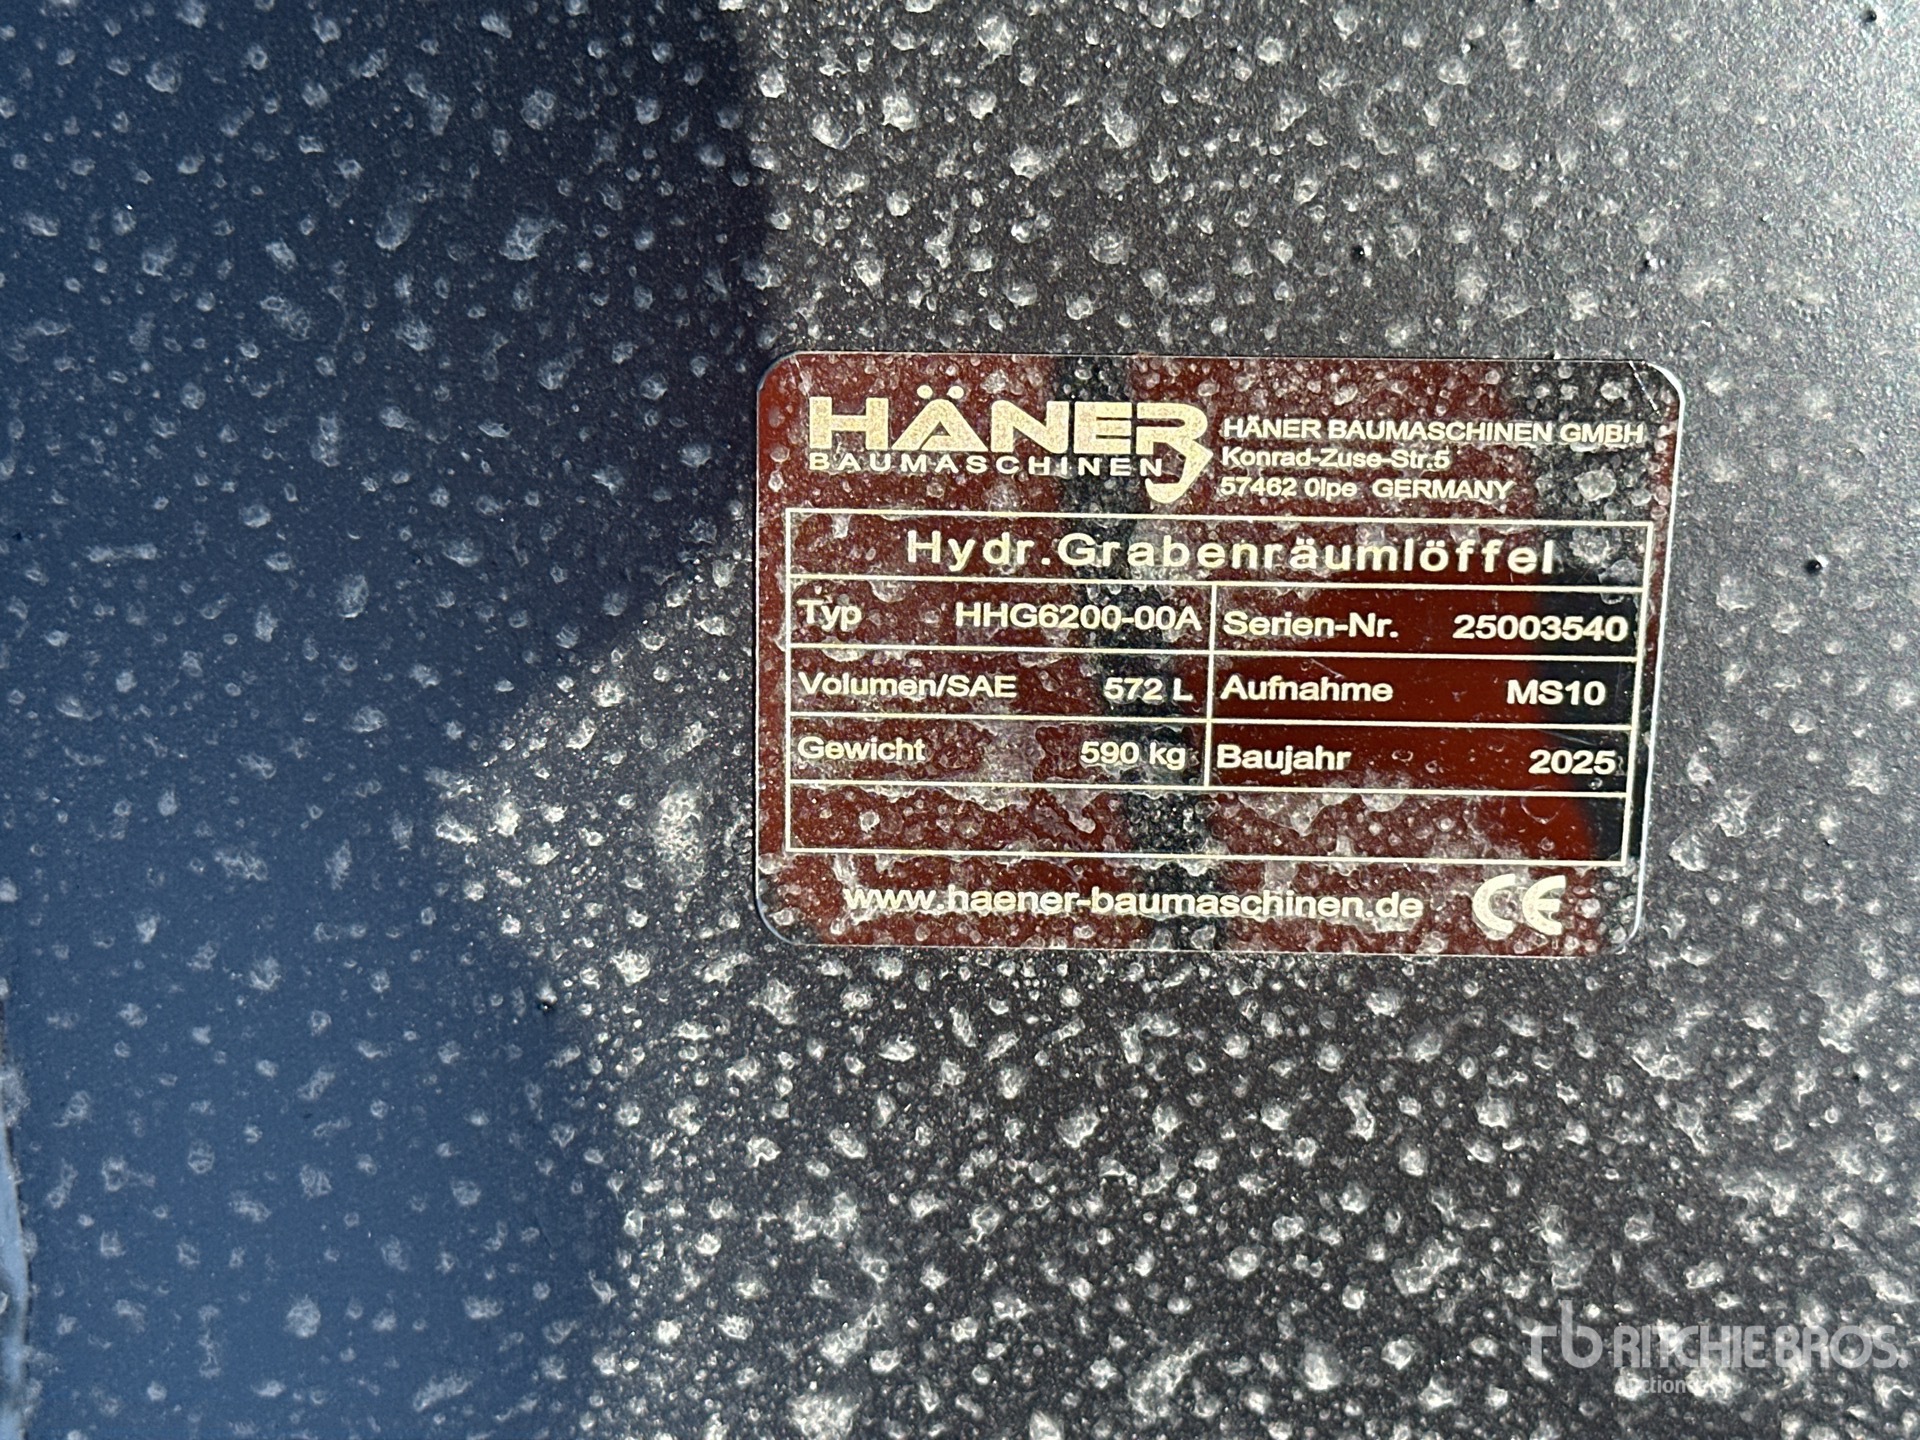 HÄNER
BAUMASCHINEN
HÄNER BAUMASCHINEN GMBH
Konrad-Zuse-Str.5
57462 Olpe GERMANY
Hydr.Grabenräumlöffel
Typ HHG6200-00A Serien-Nr. 25003540
Volumen/SAE 572 L Aufnahme MS10
Gewicht 590 kg Baujahr 2025
www.haener-baumaschinen.de CE
rb RITCHIE BROS.